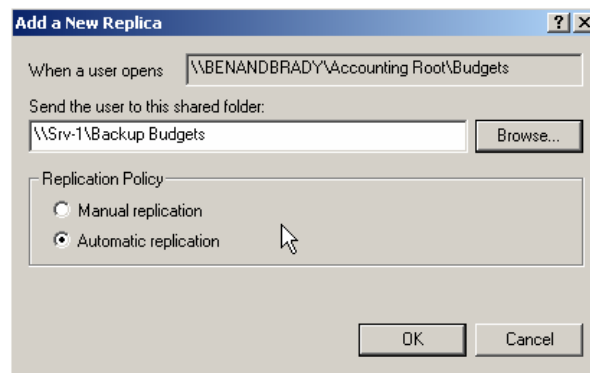 Add a New Replica
When a user opens \\BENANDBRADY\Accounting Root\Budgets
Send the user to this shared folder:
\\Srv-1\Backup Budgets Browse...
Replication Policy
Manual replication
Automatic replication
OK Cancel